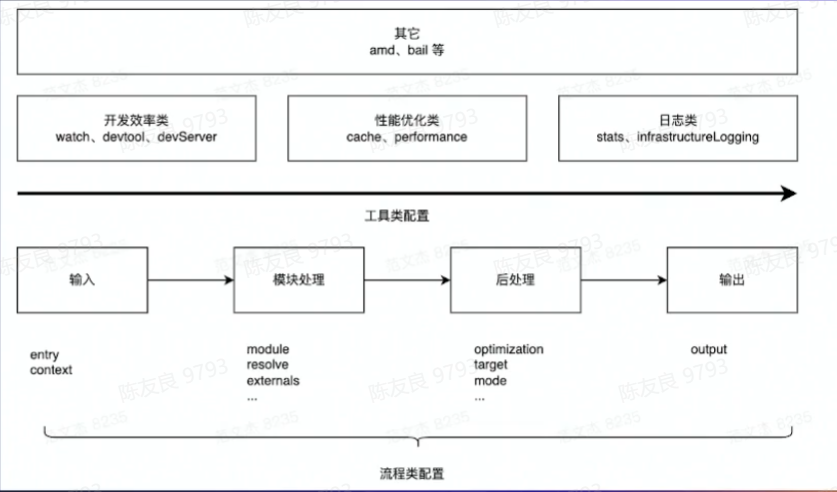 其它
amd、bail 等
开发效率类
watch、devtool、devServer
性能优化类
cache、performance
日志类
stats、infrastructureLogging
工具类配置
输入
模块处理
后处理
输出
entry
context
module
resolve
externals
...
optimization
target
mode
...
output
流程类配置
陈友良 9793
范文杰 8235